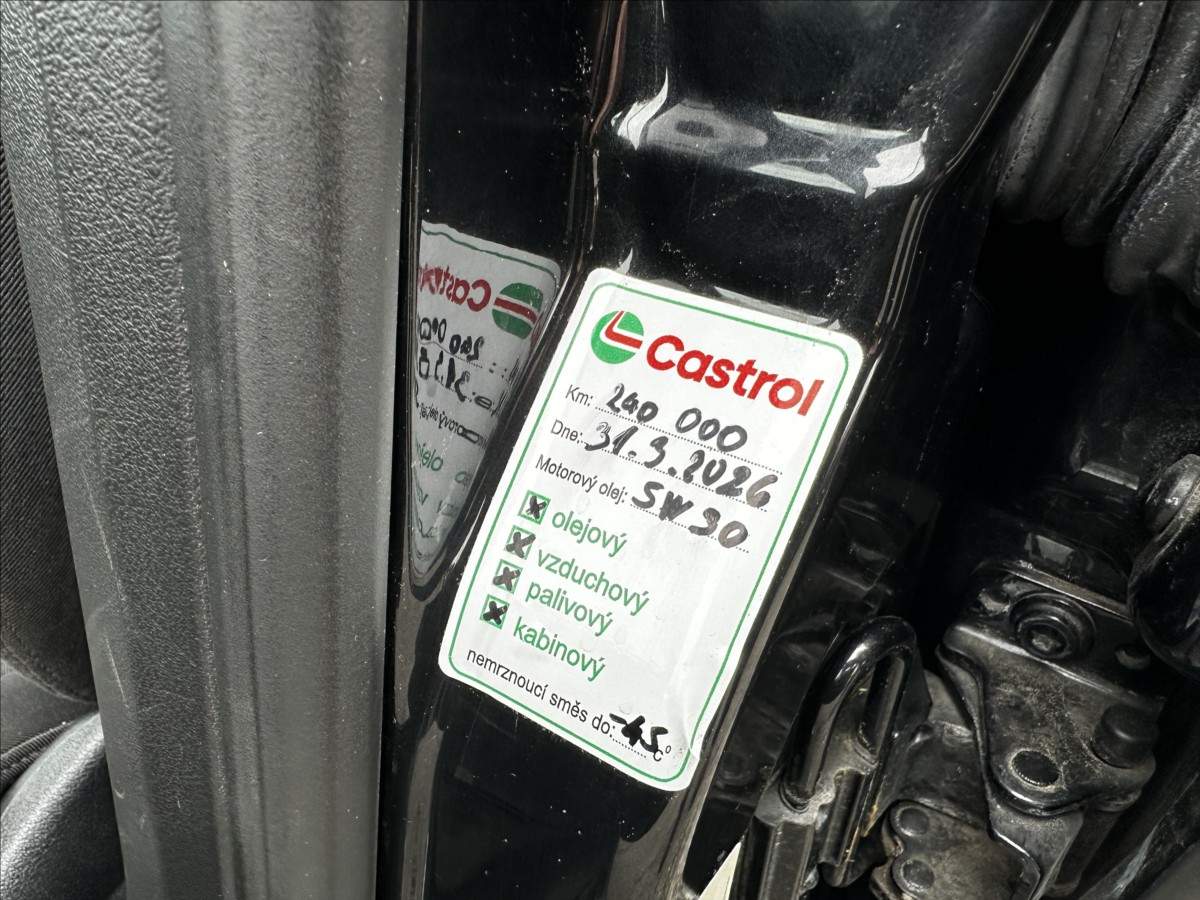 Castrol
Km: 240 000
Dne: 31.3.2026
Motorový olej: 5W30
olejový
vzduchový
palivový
kabinový
nemrznoucí směs do: -45 °C